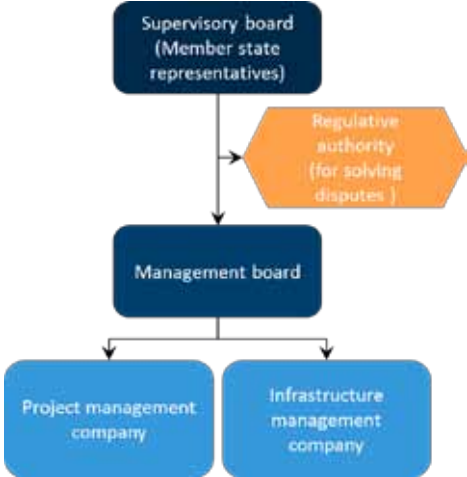 Supervisory board
(Member state
representatives)
Regulative
authority
(for solving
disputes )
Management board
Project management
company
Infrastructure
management
company